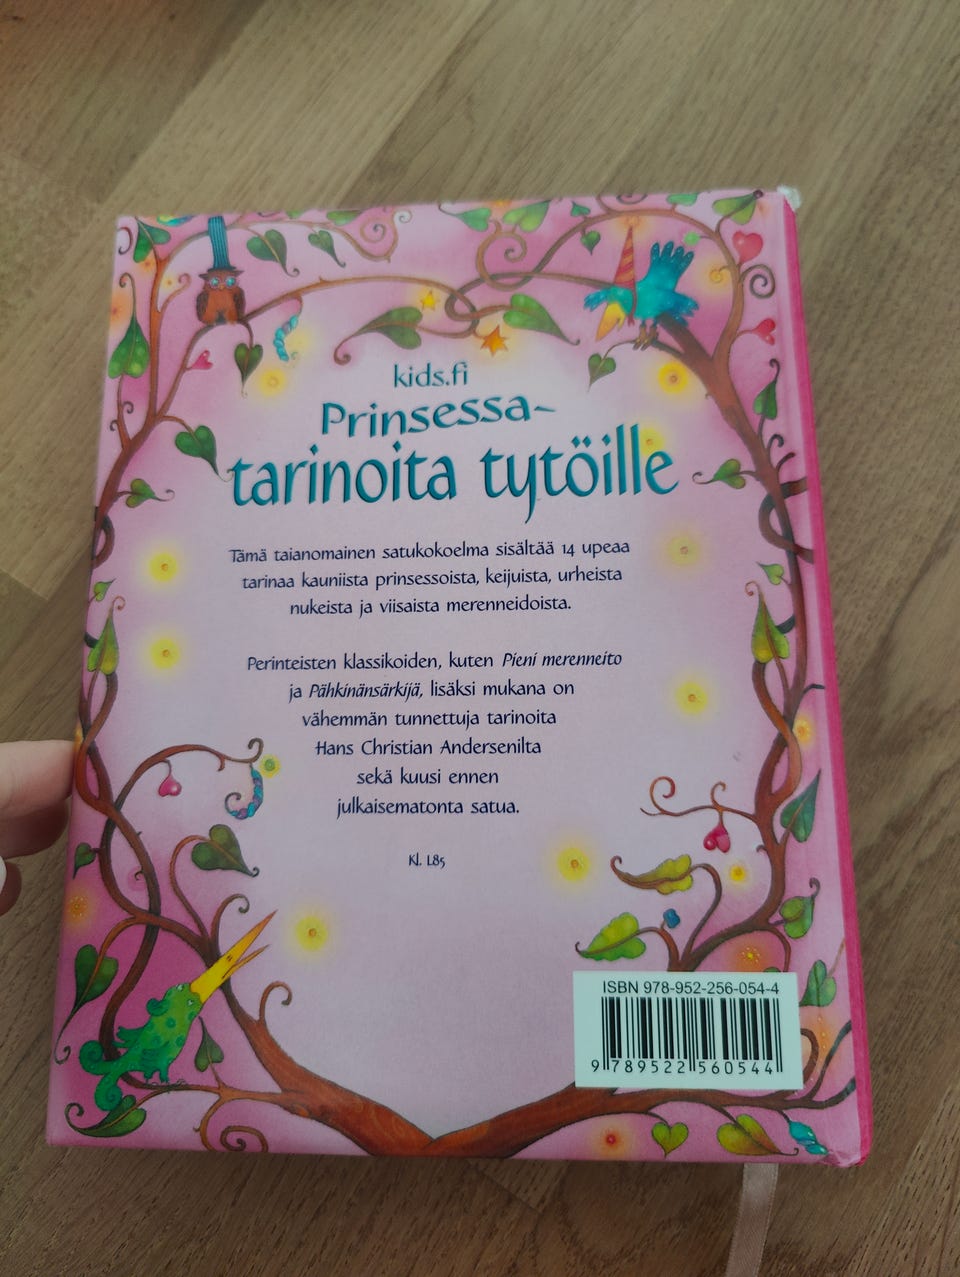 kids.fi
Prinsessa-
tarinoita tytöille
Tämä taianomainen satukokoelma sisältää 14 upeaa
tarinaa kauniista prinsessoista, keijuista, urheista
nukeista ja viisaista merenneidoista.
Perinteisten klassikoiden, kuten Pieni merenneito
ja Pähkinänsärkijä, lisäksi mukana on
vähemmän tunnettuja tarinoita
Hans Christian Andersenilta
sekä kuusi ennen
julkaisematonta satua.
Kl. L85
ISBN 978-952-256-054-4
9 789522 560544